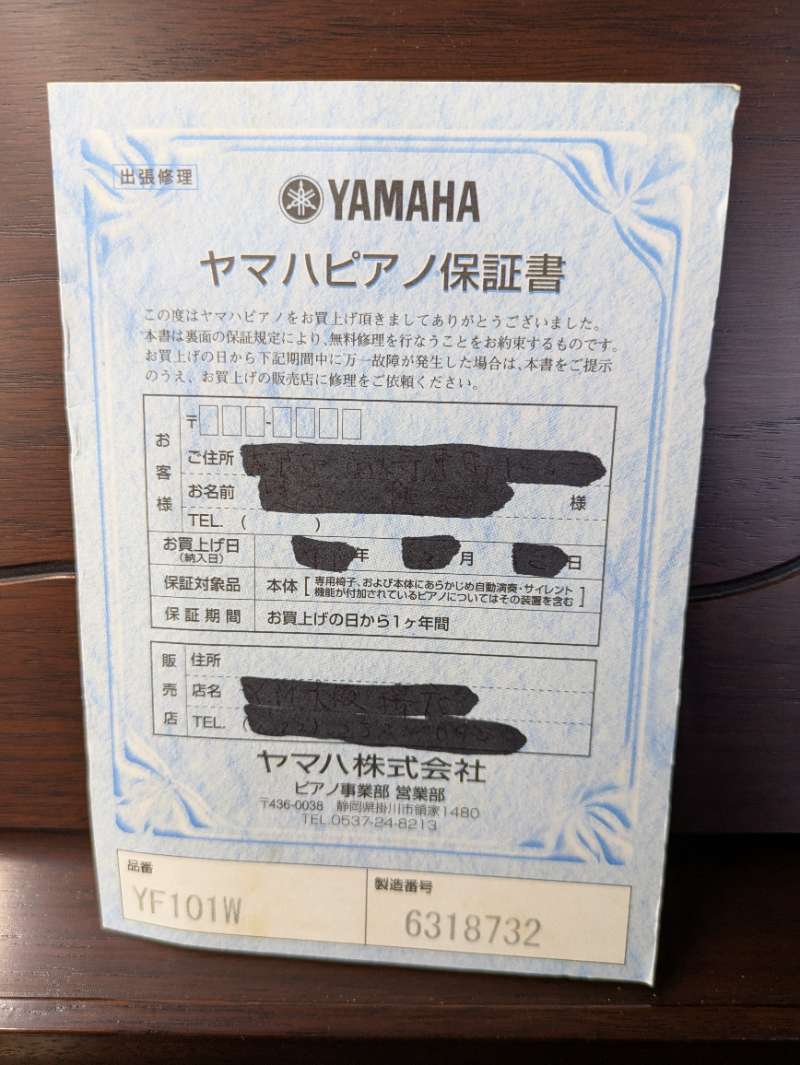 出張修理
YAMAHA
ヤマハピアノ保証書
この度はヤマハピアノをお買上げ頂きましてありがとうございました。
本書は裏面の保証規定により、無料修理を行なうことをお約束するものです。
お買上げの日から下記期間中に万一故障が発生した場合は、本書をご提示
のうえ、お買上げの販売店に修理をご依頼ください。
お客様
〒
ご住所
お名前 様
TEL. ( )
お買上げ日 年 月 日
(納入日)
保証対象品 本体 [専用椅子、および本体にあらかじめ自動演奏・サイレント
機能が付加されているピアノについてはその装置を含む]
保証期間 お買上げの日から1ヶ年間
販売店
住所
店名
TEL. (
ヤマハ株式会社
ピアノ事業部 営業部
〒436-0038 静岡県掛川市領家1480
TEL.0537-24-8213
品番 製造番号
YF101W 6318732